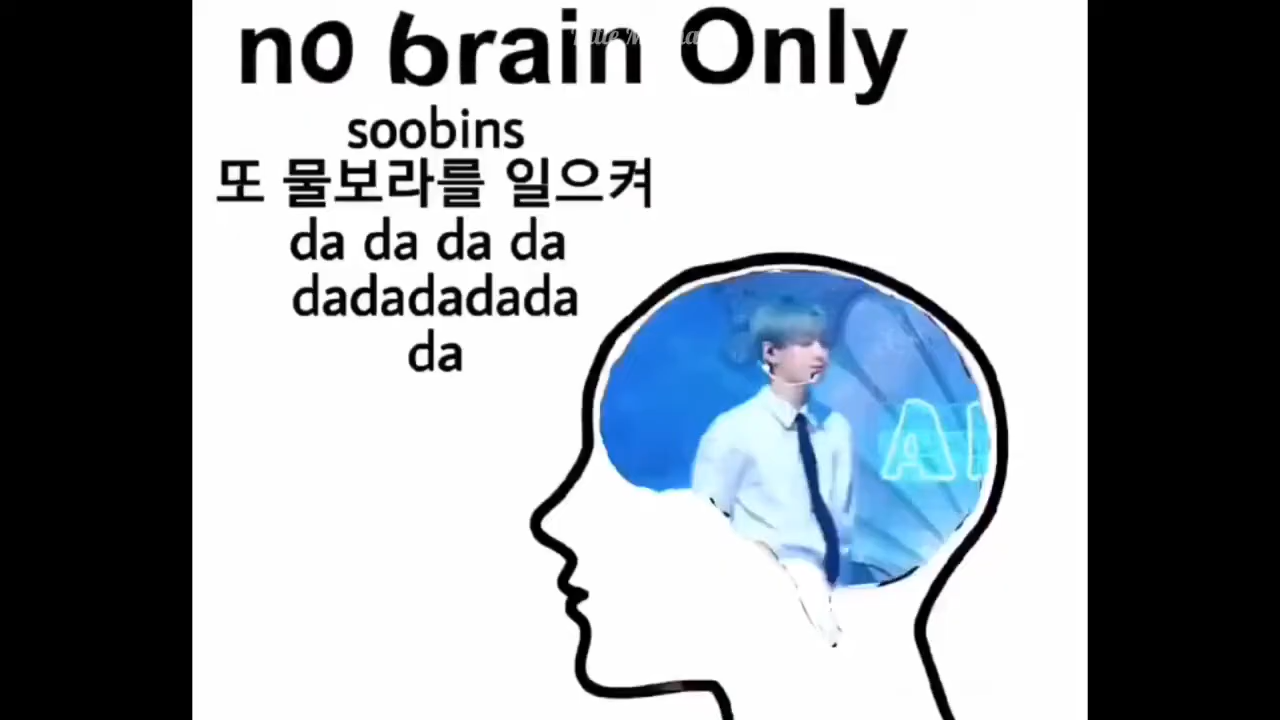 no brain Only
soobins
또 물보라를 일으켜
da da da da
dadadadada
da